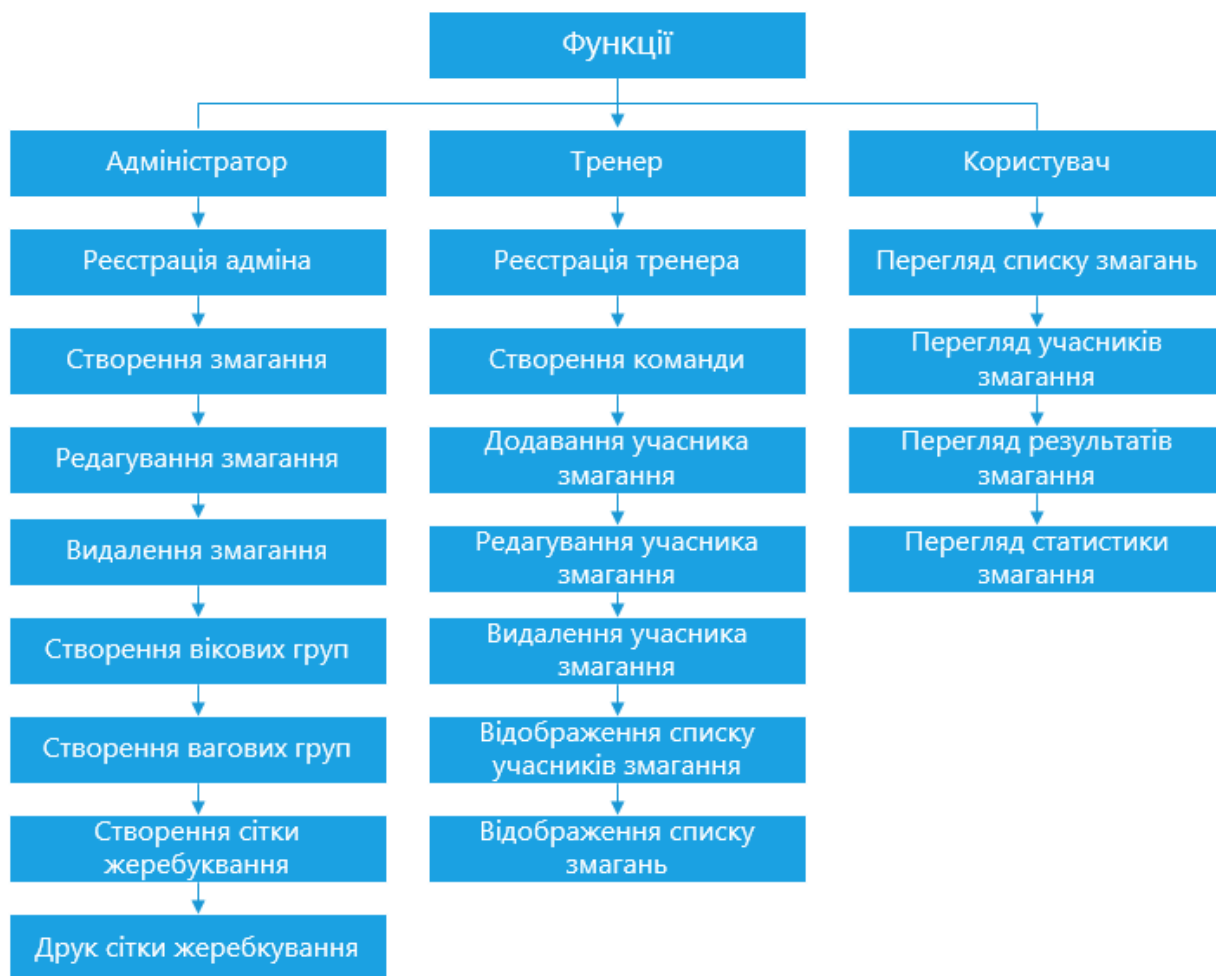 Функції
Адміністратор
Реєстрація адміна
Створення змагання
Редагування змагання
Видалення змагання
Створення вікових груп
Створення вагових груп
Створення сітки
жеребуквання
Друк сітки жеребкування
Тренер
Реєстрація тренера
Створення команди
Додавання учасника
змагання
Редагування учасника
змагання
Видалення учасника
змагання
Відображення списку
учасників змагання
Відображення списку
змагань
Користувач
Перегляд списку змагань
Перегляд учасників
змагання
Перегляд результатів
змагання
Перегляд статистики
змагання